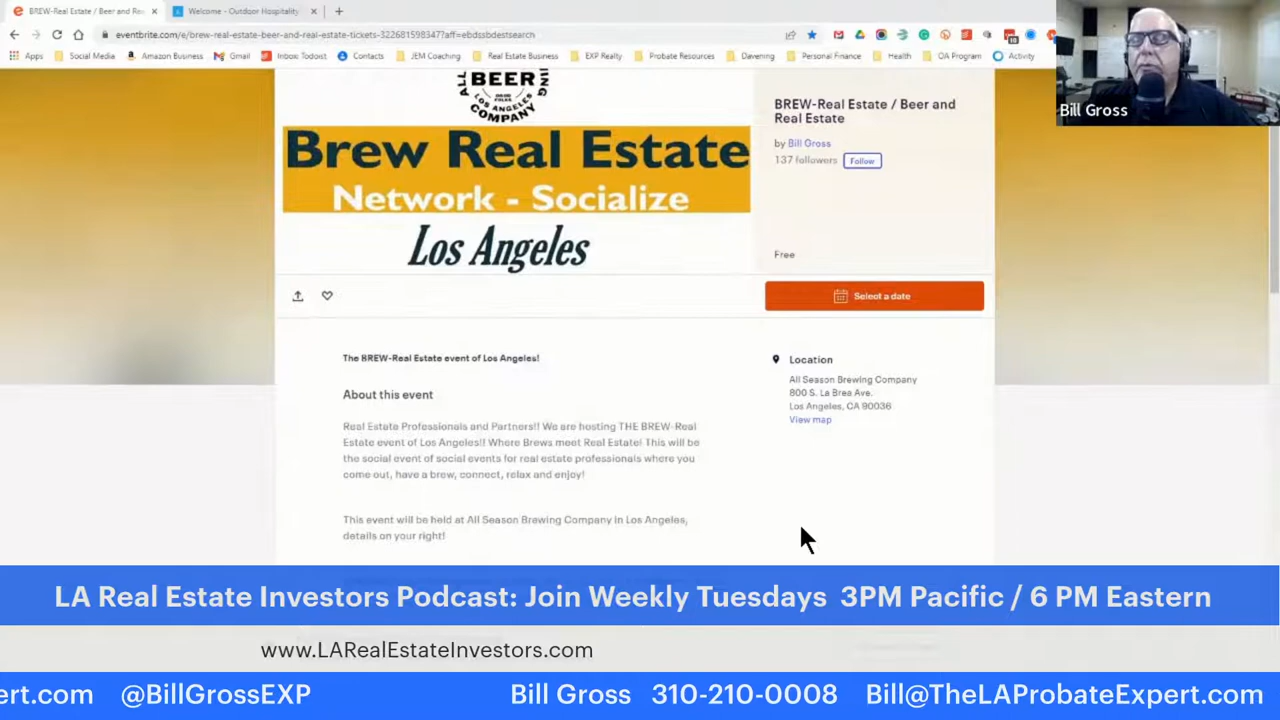 BREW-Real Estate / Beer and Re
Welcome - Outdoor Hospitality
eventbrite.com/e/brew-real-estate-beer-and-real-estate-tickets-322681598347?aff=ebdssbdestsearch
Apps Social Media Amazon Business Gmail Inbox Todoist Contacts JEM Coaching Real Estate Business EXP Realty Probate Resources Davening Personal Finance Health OA Program Activity
Bill Gross
BEER
LOS ANGELES
COMPANY
Brew Real Estate
Network - Socialize
Los Angeles
BREW-Real Estate / Beer and
Real Estate
by Bill Gross
137 followers Follow
Free
Select a date
The BREW-Real Estate event of Los Angeles!
About this event
Real Estate Professionals and Partners!! We are hosting THE BREW-Real
Estate event of Los Angeles!! Where Brews meet Real Estate! This will be
the social event of social events for real estate professionals where you
come out, have a brew, connect, relax and enjoy!
This event will be held at All Season Brewing Company in Los Angeles,
details on your right!
Location
All Season Brewing Company
800 S. La Brea Ave.
Los Angeles, CA 90036
View map
LA Real Estate Investors Podcast: Join Weekly Tuesdays 3PM Pacific / 6 PM Eastern
www.LARealEstateInvestors.com
ert.com @BillGrossEXP Bill Gross 310-210-0008 Bill@TheLAProbateExpert.com